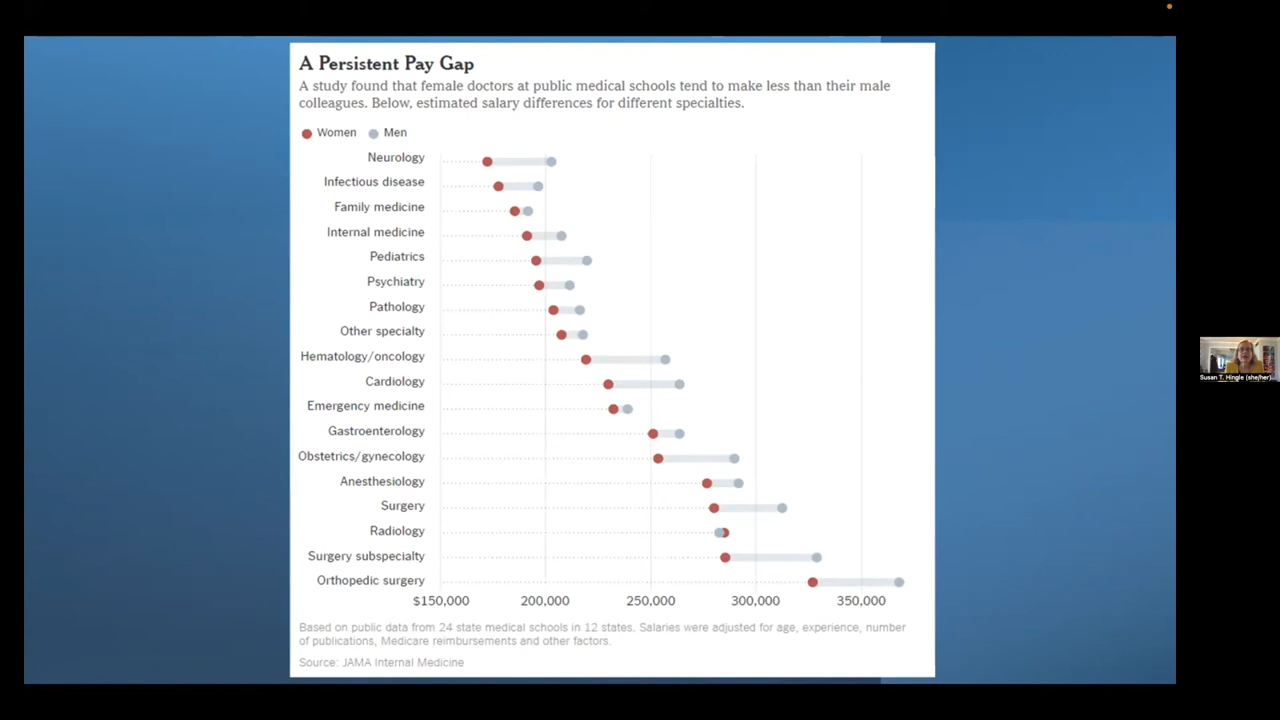 A Persistent Pay Gap
A study found that female doctors at public medical schools tend to make less than their male
colleagues. Below, estimated salary differences for different specialties.
Women Men
Neurology
Infectious disease
Family medicine
Internal medicine
Pediatrics
Psychiatry
Pathology
Other specialty
Hematology/oncology
Cardiology
Emergency medicine
Gastroenterology
Obstetrics/gynecology
Anesthesiology
Surgery
Radiology
Surgery subspecialty
Orthopedic surgery
$150,000 200,000 250,000 300,000 350,000
Based on public data from 24 state medical schools in 12 states. Salaries were adjusted for age, experience, number
of publications, Medicare reimbursements and other factors.
Source: JAMA Internal Medicine
Susan T. Hingle (she/her)